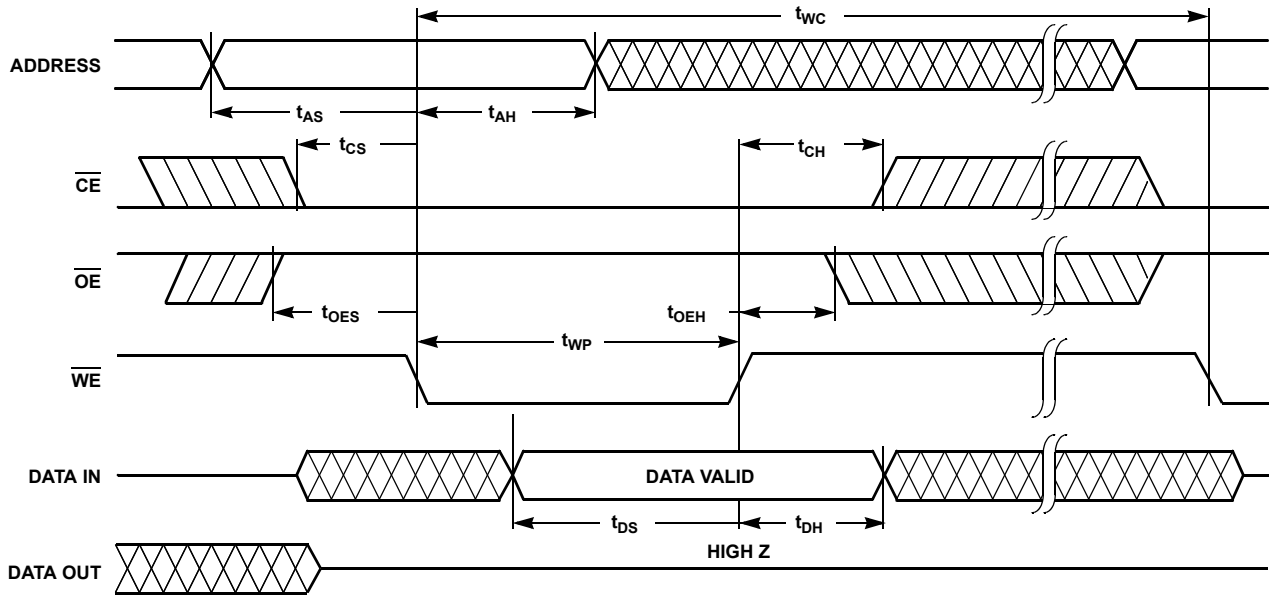 tWC
ADDRESS
tAS
tAH
tCS
tCH
CE
OE
tOES
tOEH
tWP
WE
DATA IN
DATA VALID
tDS
tDH
HIGH Z
DATA OUT